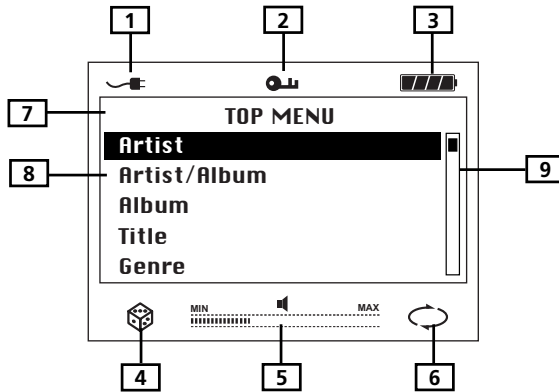 1 2 3
7
TOP MENU
Artist
8
Artist/Album
9
Album
Title
Genre
MIN MAX
4 5 6